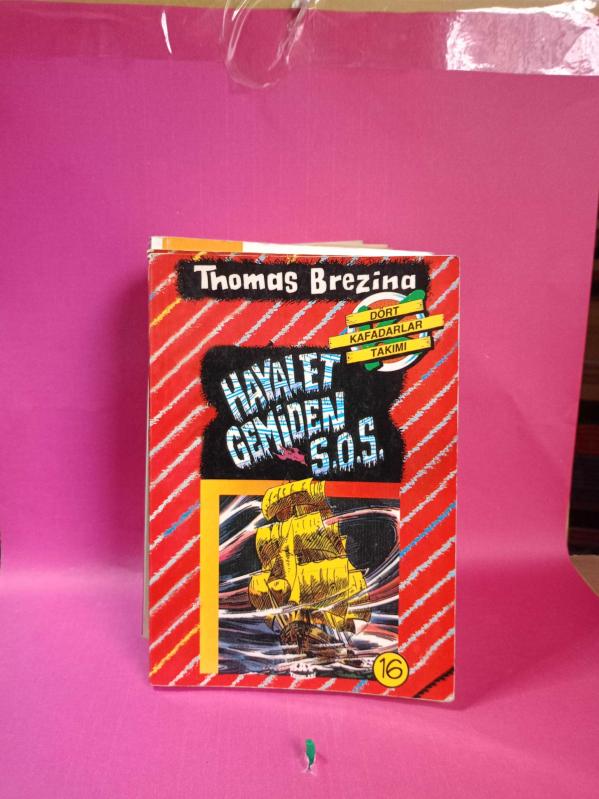 Thomas Brezina
DÖRT
KAFADARLAR
TAKIMI
HAYALET
GEMİDEN
S.O.S.
16